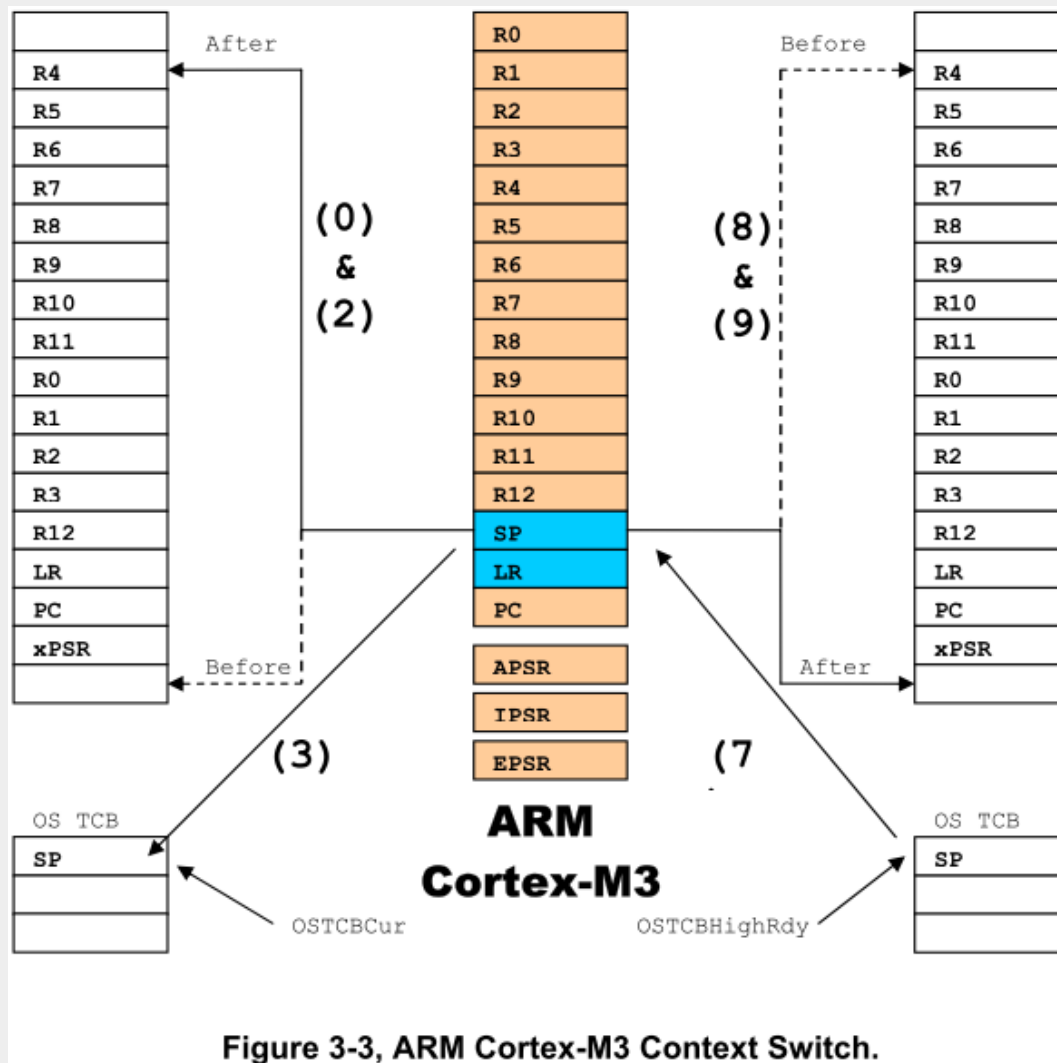 After
R4
R5
R6
R7
R8
R9
R10
R11
R0
R1
R2
R3
R12
LR
PC
xPSR
Before
(0)
&
(2)
(3)
OS TCB
SP
OSTCBCur
R0
R1
R2
R3
R4
R5
R6
R7
R8
R9
R10
R11
R12
SP
LR
PC
APSR
IPSR
EPSR
ARM
Cortex-M3
Before
(8)
&
(9)
R4
R5
R6
R7
R8
R9
R10
R11
R0
R1
R2
R3
R12
LR
PC
xPSR
After
(7
OS TCB
SP
OSTCBHighRdy
Figure 3-3, ARM Cortex-M3 Context Switch.